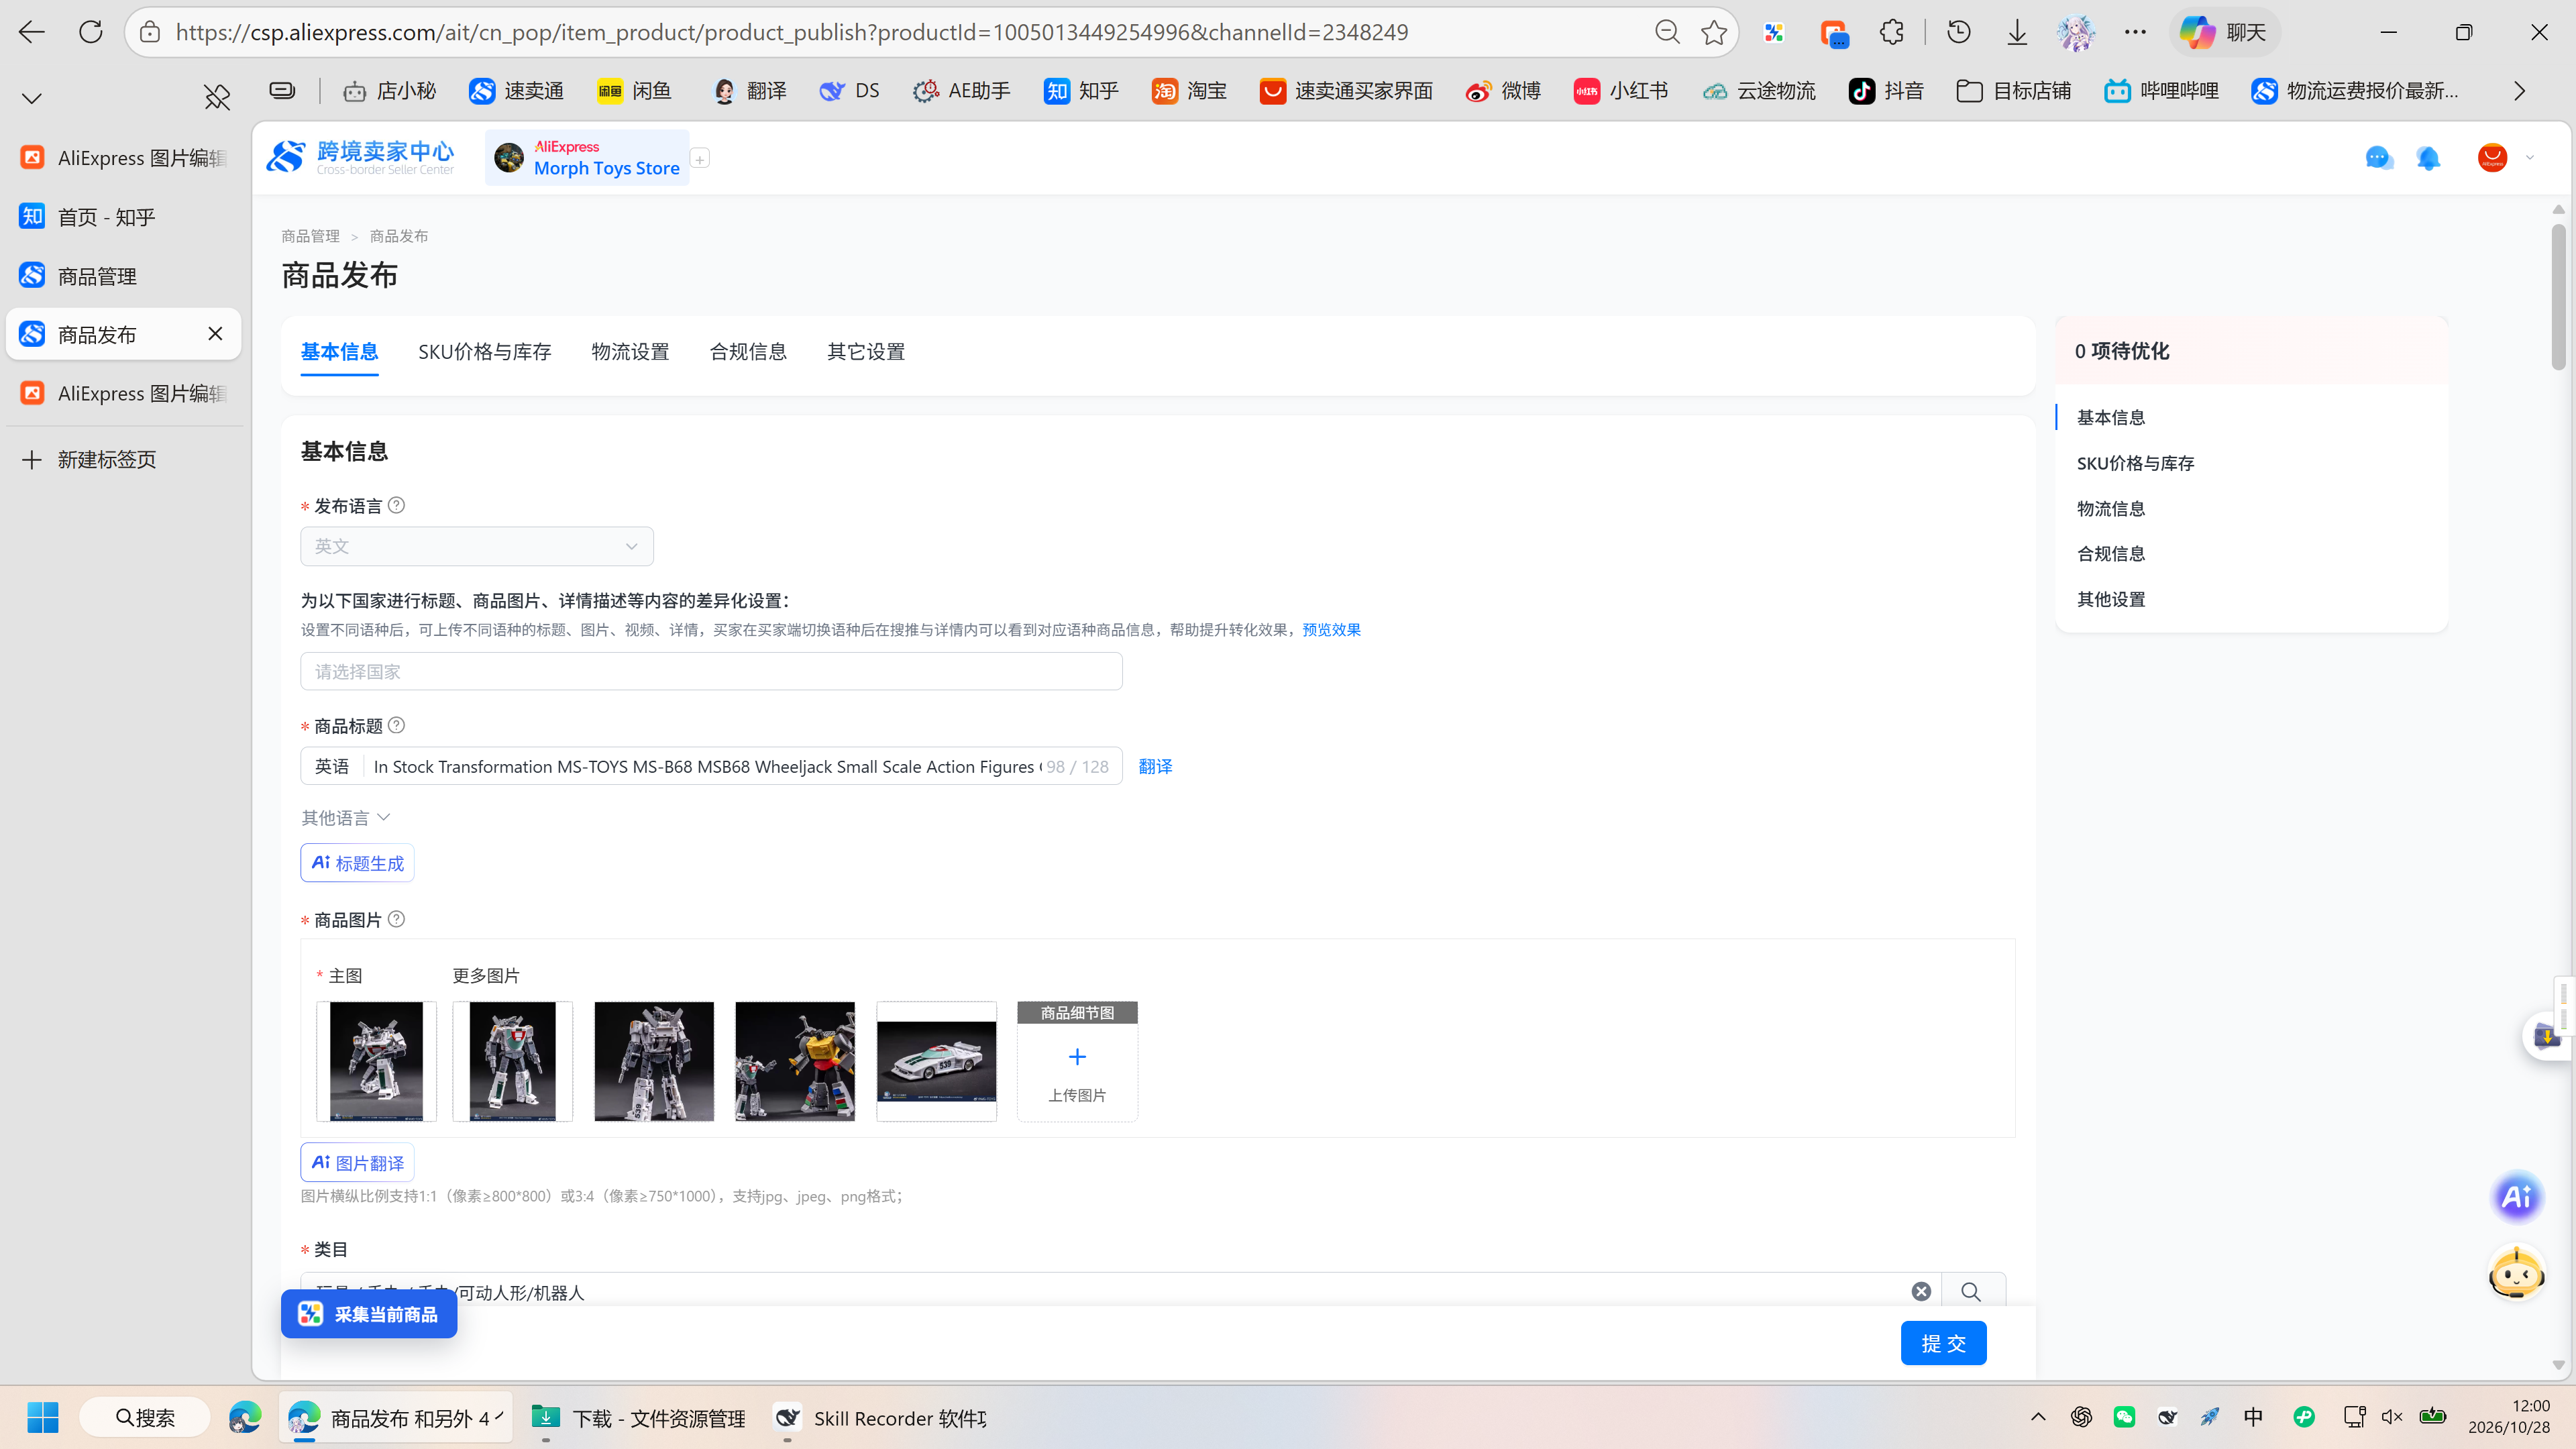 https://csp.aliexpress.com/ait/cn_pop/item_product/product_publish?productId=1005013449254996&channelId=2348249
聊天
店小秘
速卖通
闲鱼
翻译
DS
AE助手
知乎
淘宝
速卖通买家界面
微博
小红书
云途物流
抖音
目标店铺
哔哩哔哩
物流运费报价最新...
AliExpress 图片编辑
首页 - 知乎
商品管理
商品发布
AliExpress 图片编辑
新建标签页
跨境卖家中心
Cross-border Seller Center
AliExpress
Morph Toys Store
商品管理 > 商品发布
商品发布
基本信息
SKU价格与库存
物流设置
合规信息
其它设置
0 项待优化
基本信息
SKU价格与库存
物流信息
合规信息
其他设置
基本信息
* 发布语言
英文
为以下国家进行标题、商品图片、详情描述等内容的差异化设置：
设置不同语种后，可上传不同语种的标题、图片、视频、详情，买家在买家端切换语种后在搜推与详情内可以看到对应语种商品信息，帮助提升转化效果，预览效果
请选择国家
* 商品标题
英语 In Stock Transformation MS-TOYS MS-B68 MSB68 Wheeljack Small Scale Action Figures 98 / 128 翻译
其他语言
Ai 标题生成
* 商品图片
* 主图
更多图片
商品细节图
上传图片
Ai 图片翻译
图片横纵比例支持1:1（像素≥800*800）或3:4（像素≥750*1000），支持jpg、jpeg、png格式；
* 类目
/可动人形/机器人
采集当前商品
提 交
Ai
搜索
商品发布 和另外 4
下载 - 文件资源管理
Skill Recorder 软件
中
12:00
2026/10/28